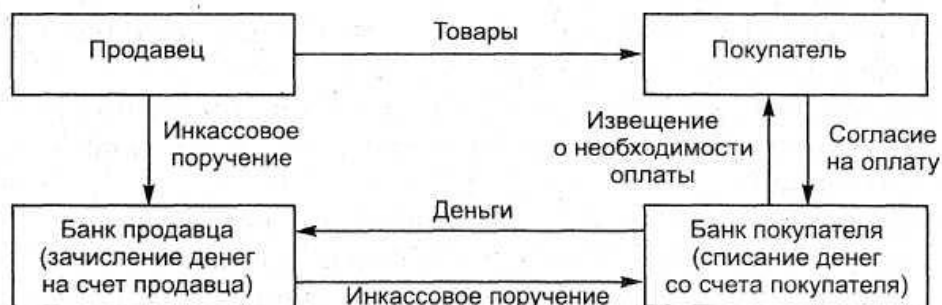 Продавец
Товары
Покупатель
Инкассовое
поручение
Извещение
о необходимости
оплаты
Согласие
на оплату
Банк продавца
(зачисление денег
на счет продавца)
Деньги
Банк покупателя
(списание денег
со счета покупателя)
Инкассовое поручение